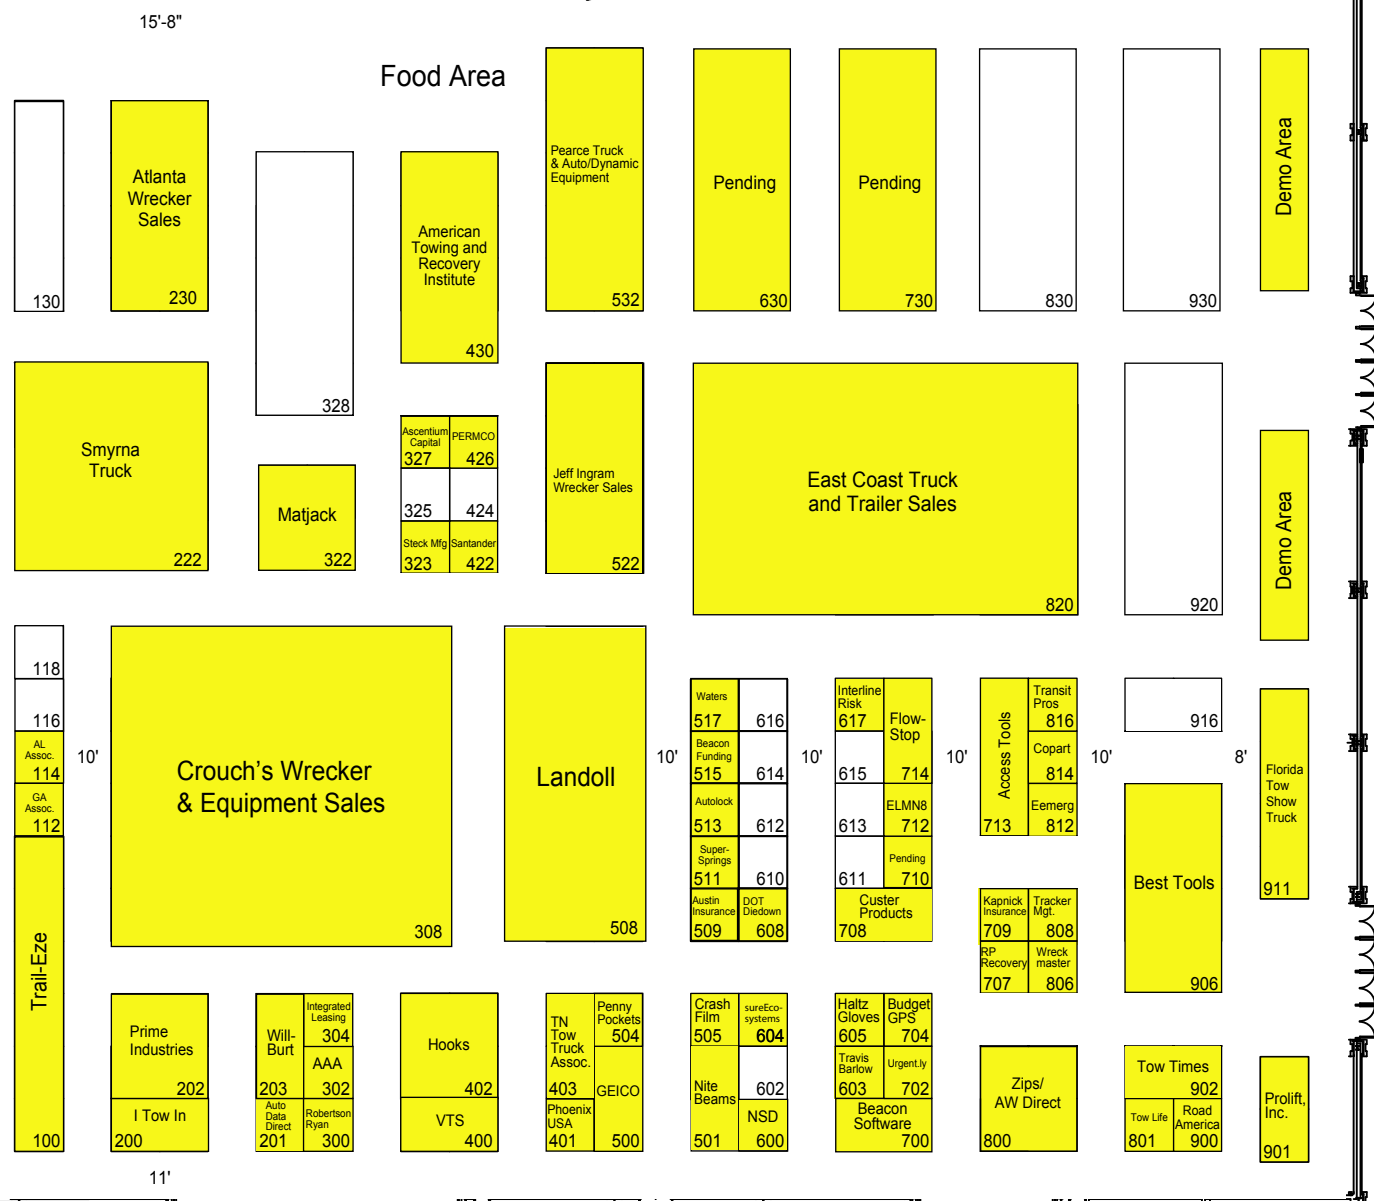 15'-8"
Food Area
130
Atlanta
Wrecker
Sales
230
328
American
Towing and
Recovery
Institute
430
Pearce Truck
& Auto/Dynamic
Equipment
532
Pending
630
Pending
730
830
930
Demo Area
Smyrna
Truck
222
Matjack
322
Ascentium
Capital
327
PERMCO
426
325
424
Steck Mfg
323
Santander
422
Jeff Ingram
Wrecker Sales
522
East Coast Truck
and Trailer Sales
820
920
Demo Area
118
116
AL
Assoc.
114
GA
Assoc.
112
10'
Crouch's Wrecker
& Equipment Sales
308
Landoll
508
10'
Waters
517
616
Beacon
Funding
515
614
Autolock
513
612
Super-
Springs
511
610
Austin
Insurance
509
DOT
Diedown
608
10'
Interline
Risk
617
Flow-
Stop
714
615
613
ELMN8
712
611
Pending
710
Custer
Products
708
10'
Access Tools
713
Transit
Pros
816
Copart
814
Eemerg
812
Kapnick
Insurance
709
Tracker
Mgt.
808
RP
Recovery
707
Wreck
master
806
10'
916
Best Tools
906
8'
Florida
Tow
Show
Truck
911
Trail-Eze
100
Prime
Industries
202
I Tow In
200
Will-
Burt
203
Integrated
Leasing
304
AAA
302
Auto
Data
Direct
201
Robertson
Ryan
300
Hooks
402
VTS
400
TN
Tow
Truck
Assoc.
403
Penny
Pockets
504
Phoenix
USA
401
GEICO
500
Crash
Film
505
sureEco-
systems
604
Nite
Beams
501
602
NSD
600
Haltz
Gloves
605
Budget
GPS
704
Travis
Barlow
603
Urgent.ly
702
Beacon
Software
700
Zips/
AW Direct
800
Tow Times
902
Tow Life
801
Road
America
900
Prolift,
Inc.
901
11'